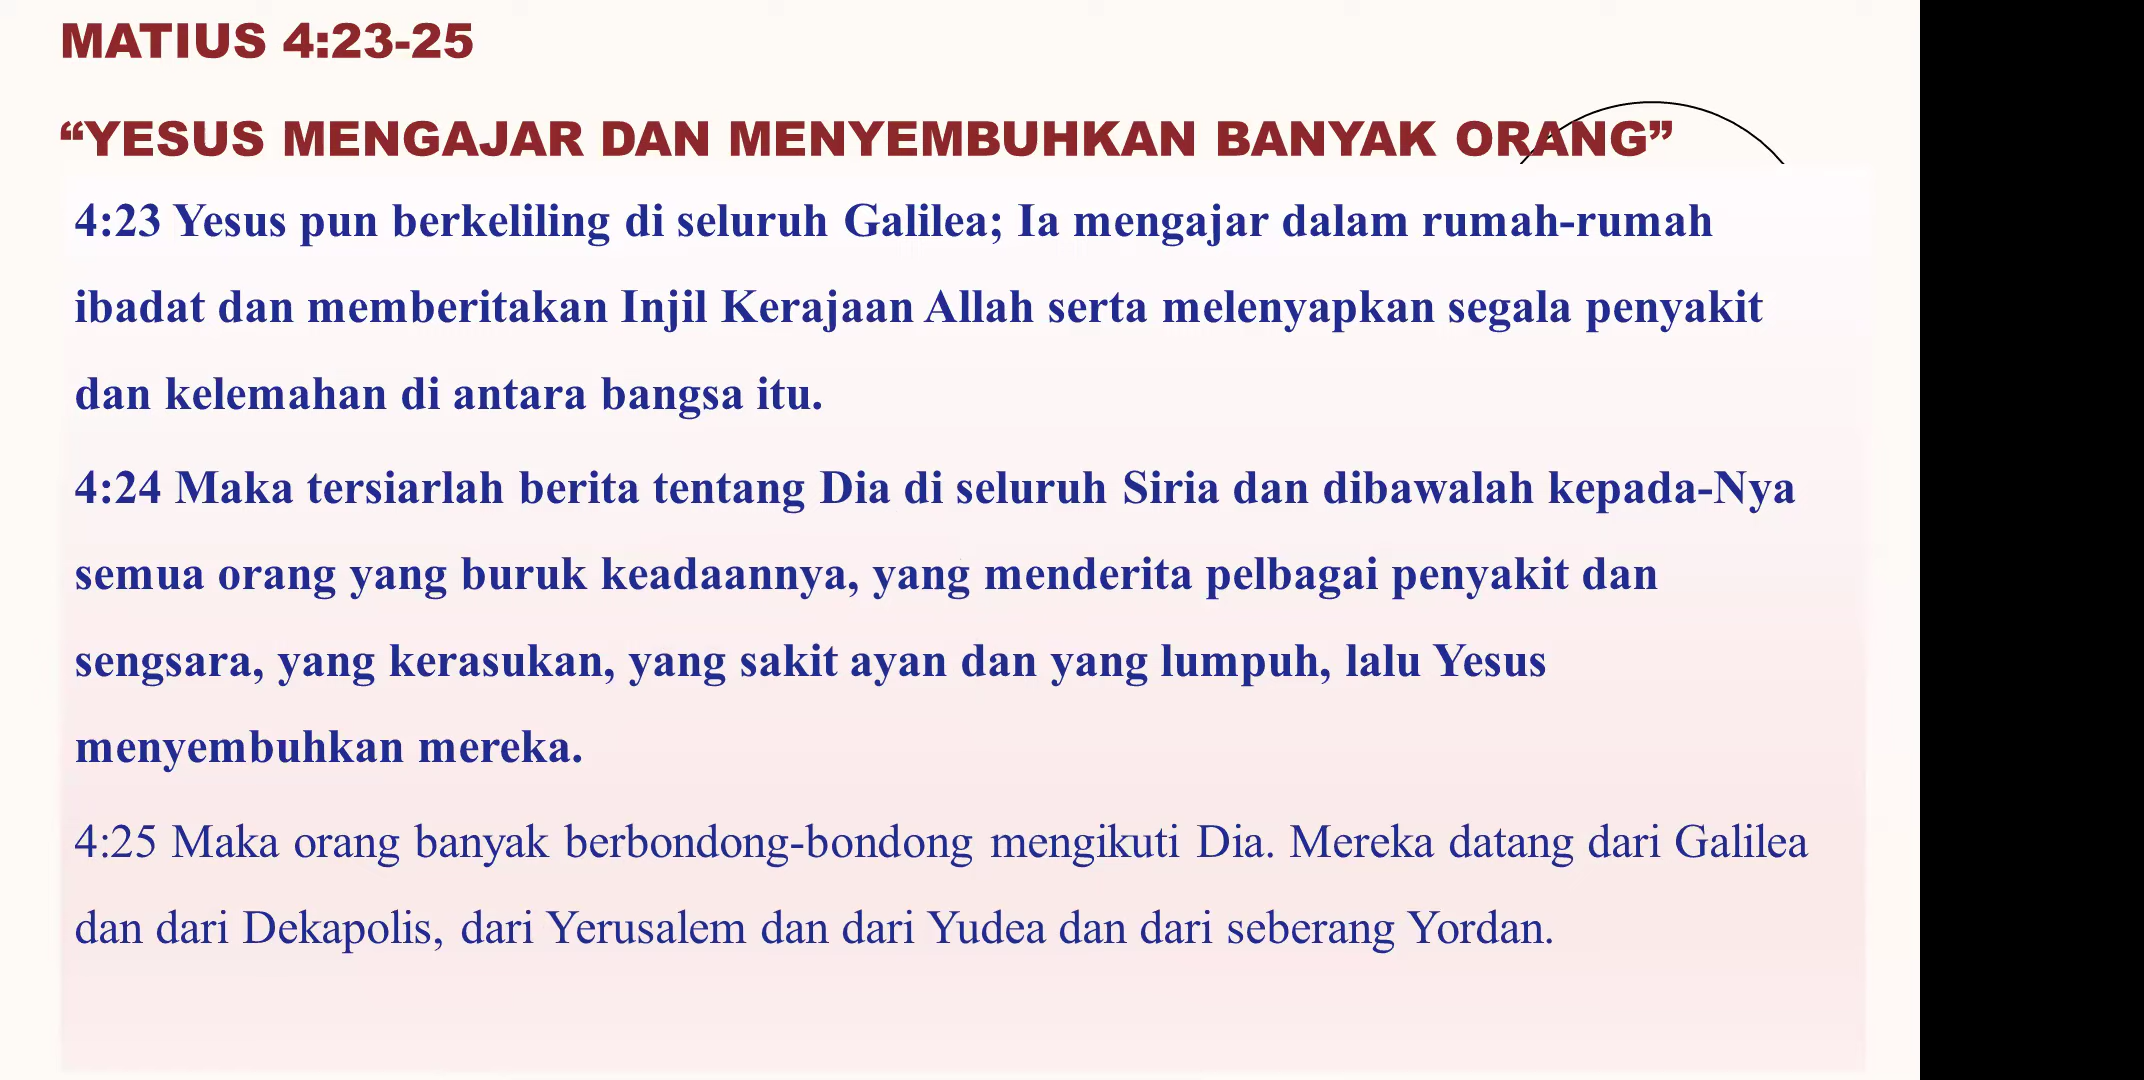 MATIUS 4:23-25
“YESUS MENGAJAR DAN MENYEMBUHKAN BANYAK ORANG”
4:23 Yesus pun berkeliling di seluruh Galilea; Ia mengajar dalam rumah-rumah
ibadat dan memberitakan Injil Kerajaan Allah serta melenyapkan segala penyakit
dan kelemahan di antara bangsa itu.
4:24 Maka tersiarlah berita tentang Dia di seluruh Siria dan dibawalah kepada-Nya
semua orang yang buruk keadaannya, yang menderita pelbagai penyakit dan
sengsara, yang kerasukan, yang sakit ayan dan yang lumpuh, lalu Yesus
menyembuhkan mereka.
4:25 Maka orang banyak berbondong-bondong mengikuti Dia. Mereka datang dari Galilea
dan dari Dekapolis, dari Yerusalem dan dari Yudea dan dari seberang Yordan.